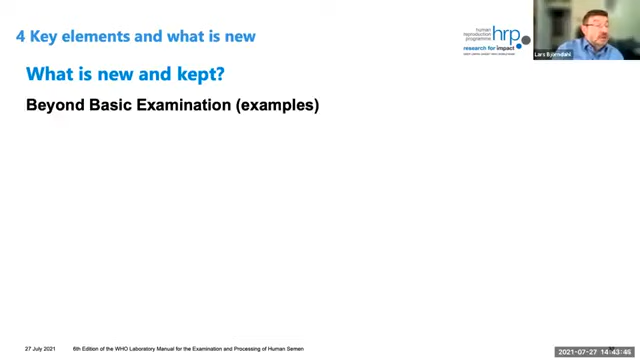 4 Key elements and what is new
human
reproduction
programme
hrp
research for impact
Lars Björndahl
What is new and kept?
Beyond Basic Examination (examples)
27 July 2021
6th Edition of the WHO Laboratory Manual for the Examination and Processing of Human Semen
2021-07-27 14:43:45